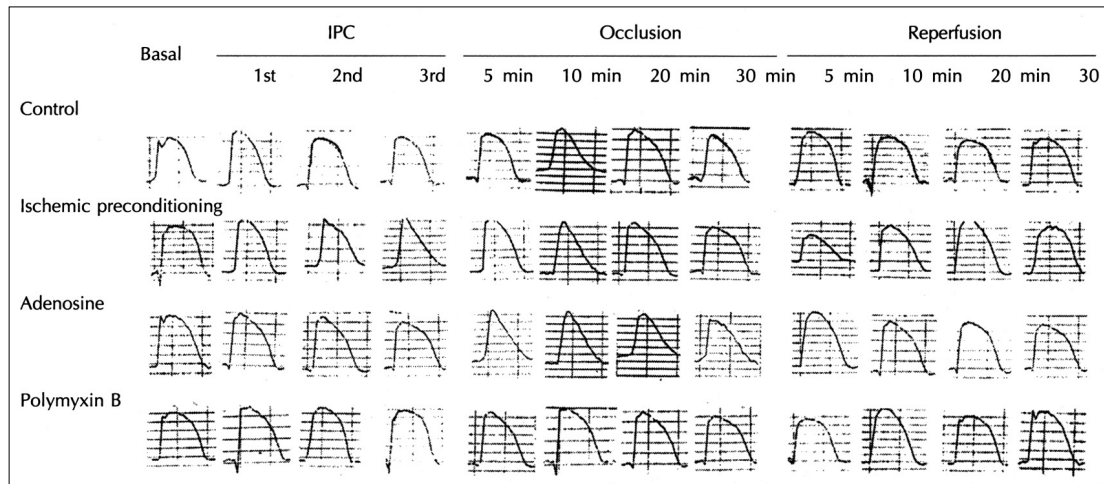 IPC Occlusion Reperfusion
Basal
1st 2nd 3rd 5 min 10 min 20 min 30 min 5 min 10 min 20 min 30
Control
Ischemic preconditioning
Adenosine
Polymyxin B